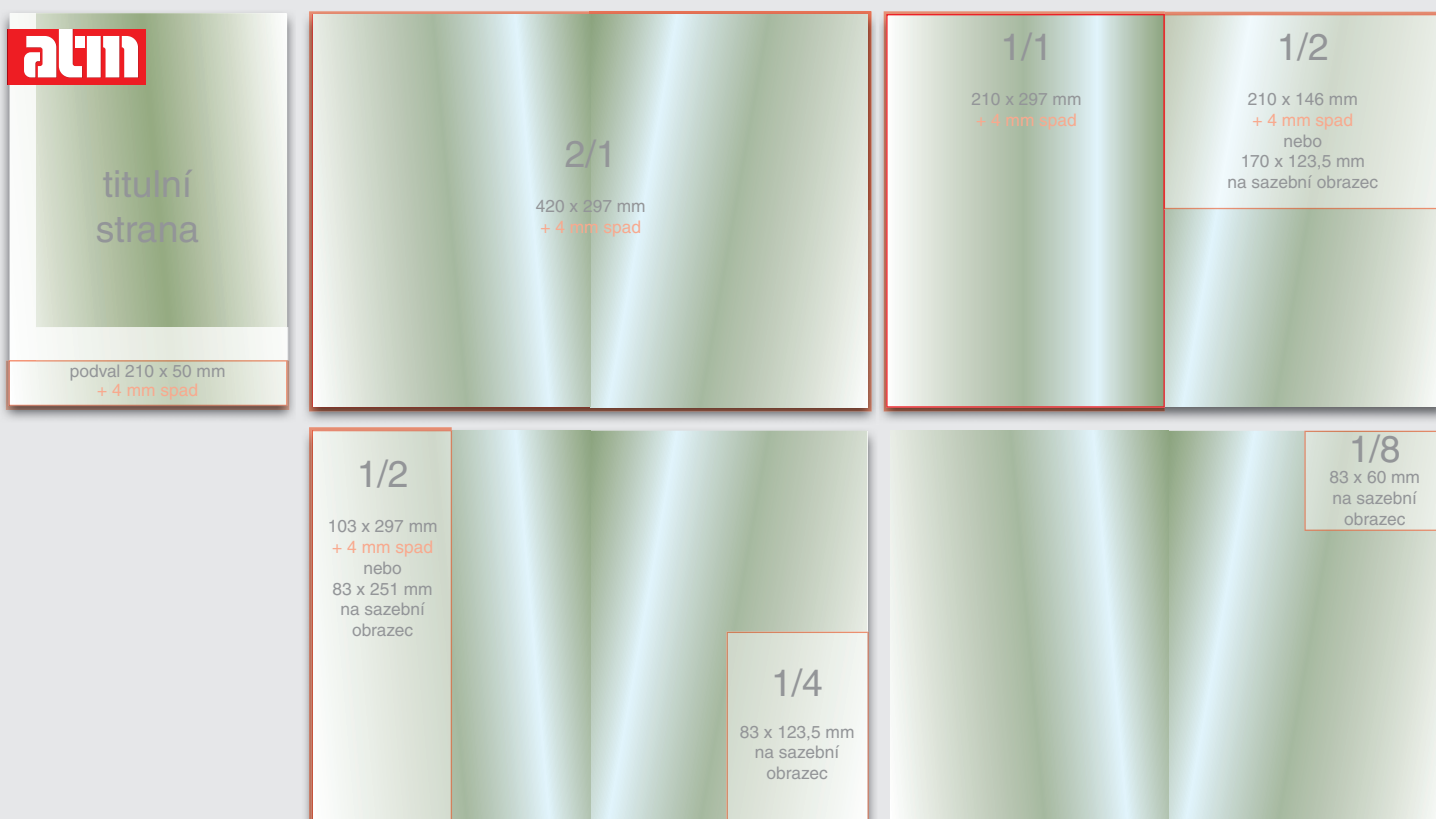 atm
titulní
strana
podval 210 x 50 mm
+ 4 mm spad
2/1
420 x 297 mm
+ 4 mm spad
1/1
210 x 297 mm
+ 4 mm spad
1/2
210 x 146 mm
+ 4 mm spad
nebo
170 x 123,5 mm
na sazební obrazec
1/2
103 x 297 mm
+ 4 mm spad
nebo
83 x 251 mm
na sazební
obrazec
1/4
83 x 123,5 mm
na sazební
obrazec
1/8
83 x 60 mm
na sazební
obrazec